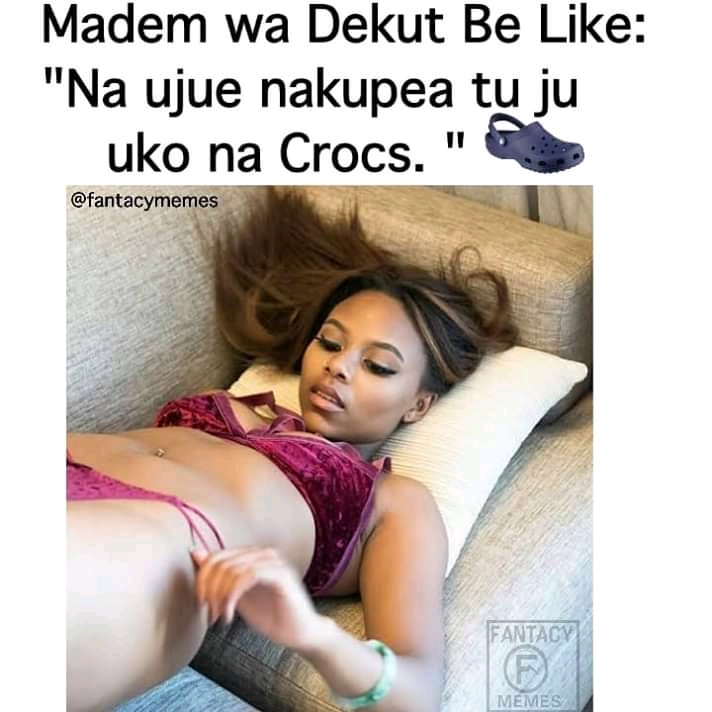 Madem wa Dekut Be Like:
"Na ujue nakupea tu ju
uko na Crocs. "
@fantacymemes
FANTACY
F
MEMES